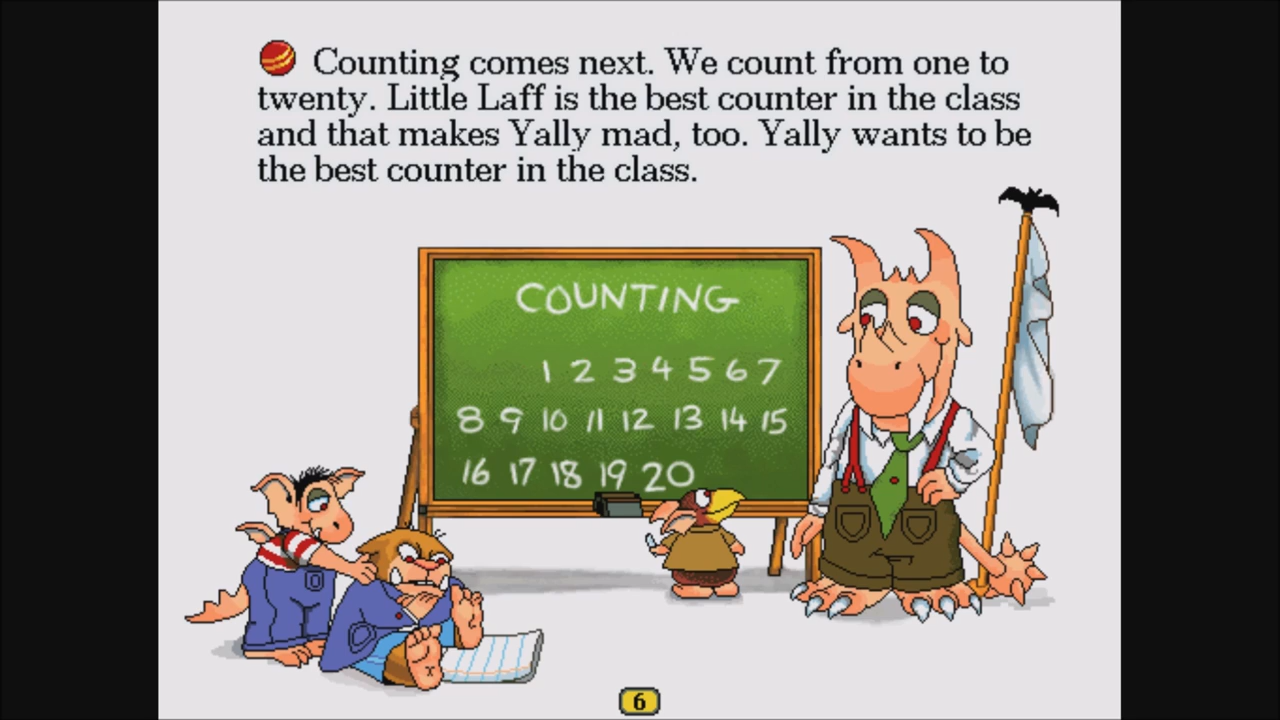 Counting comes next. We count from one to
twenty. Little Laff is the best counter in the class
and that makes Yally mad, too. Yally wants to be
the best counter in the class.
COUNTING
1 2 3 4 5 6 7
8 9 10 11 12 13 14 15
16 17 18 19 20
6